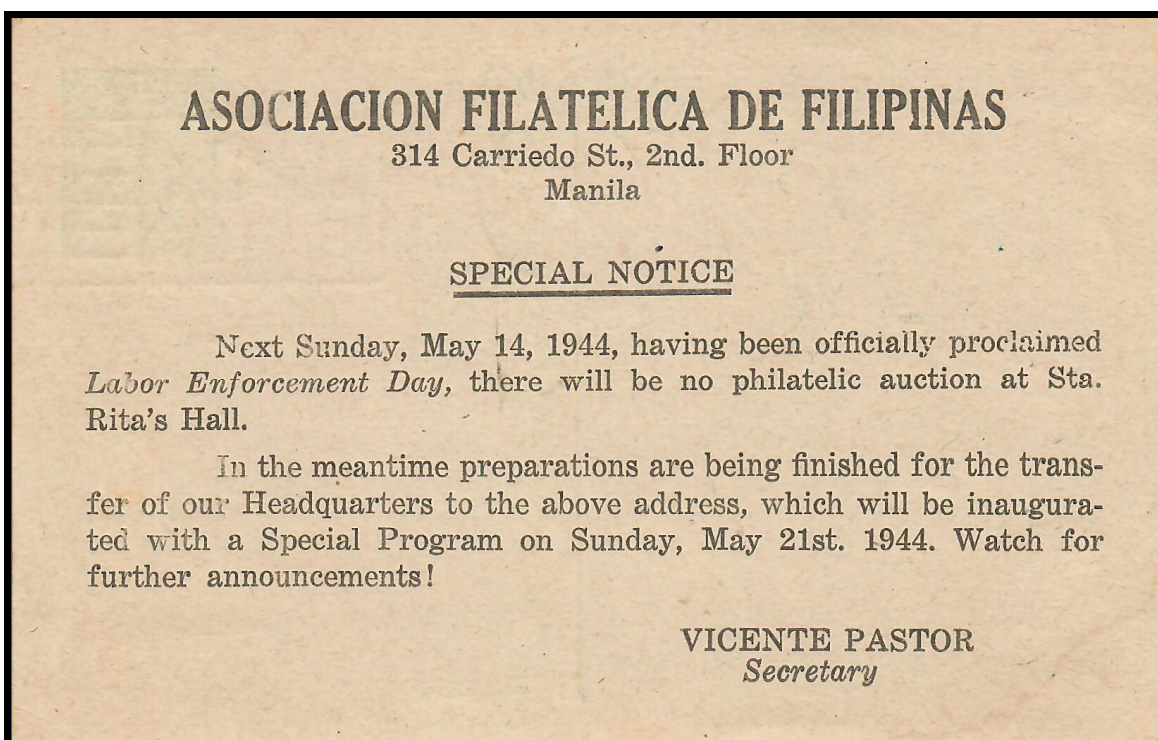 ASOCIACION FILATELICA DE FILIPINAS
314 Carriedo St., 2nd. Floor
Manila
SPECIAL NOTICE
Next Sunday, May 14, 1944, having been officially proclaimed
Labor Enforcement Day, there will be no philatelic auction at Sta.
Rita's Hall.
In the meantime preparations are being finished for the trans-
fer of our Headquarters to the above address, which will be inaugura-
ted with a Special Program on Sunday, May 21st. 1944. Watch for
further announcements!
VICENTE PASTOR
Secretary